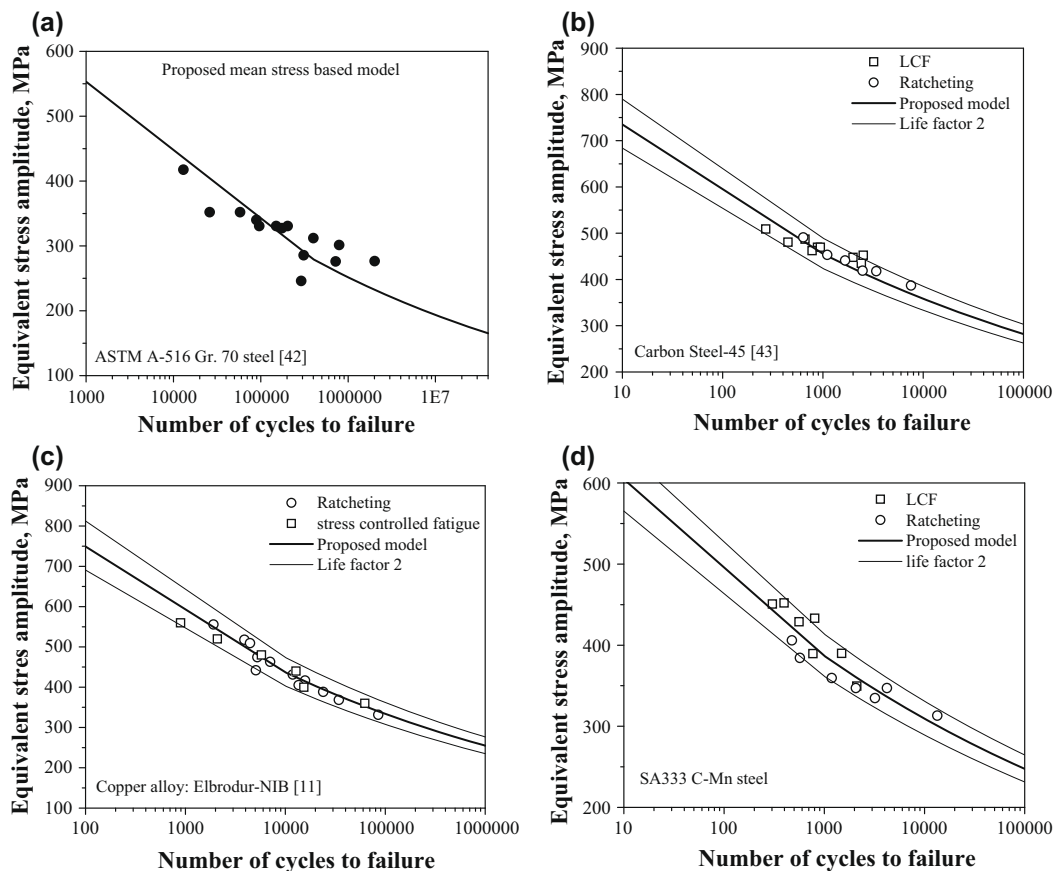 (a)
600
500
400
300
200
100
Equivalent stress amplitude, MPa
Proposed mean stress based model
ASTM A-516 Gr. 70 steel [42]
1000
10000
100000
1000000
1E7
Number of cycles to failure
(b)
900
800
700
600
500
400
300
200
Equivalent stress amplitude, MPa
LCF
Ratcheting
Proposed model
Life factor 2
Carbon Steel-45 [43]
10
100
1000
10000
100000
Number of cycles to failure
(c)
900
800
700
600
500
400
300
200
100
Equivalent stres amplitude, MPa
Ratcheting
stress controlled fatigue
Proposed model
Life factor 2
Copper alloy: Elbrodur-NIB [11]
100
1000
10000
100000
1000000
Number of cycles to failure
(d)
600
500
400
300
200
Equivalent stress amplitude, MPa
LCF
Ratcheting
Proposed model
life factor 2
SA333 C-Mn steel
10
100
1000
10000
100000
Number of cycles to failure